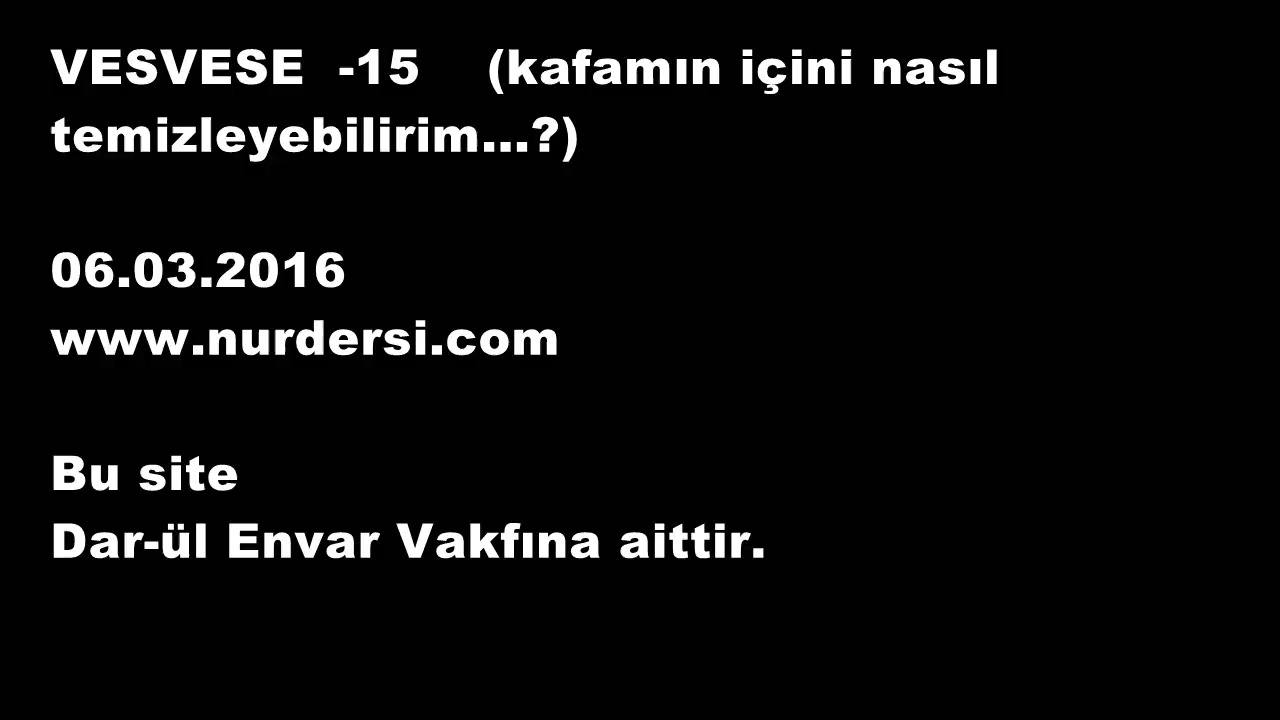 VESVESE -15 (kafamın içini nasıl
temizleyebilirim...?)
06.03.2016
www.nurdersi.com
Bu site
Dar-ül Envar Vakfına aittir.